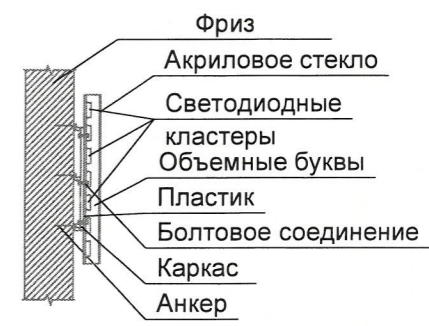 Фриз
Акриловое стекло
Светодиодные
кластеры
Объемные буквы
Пластик
Болтовое соединение
Каркас
Анкер